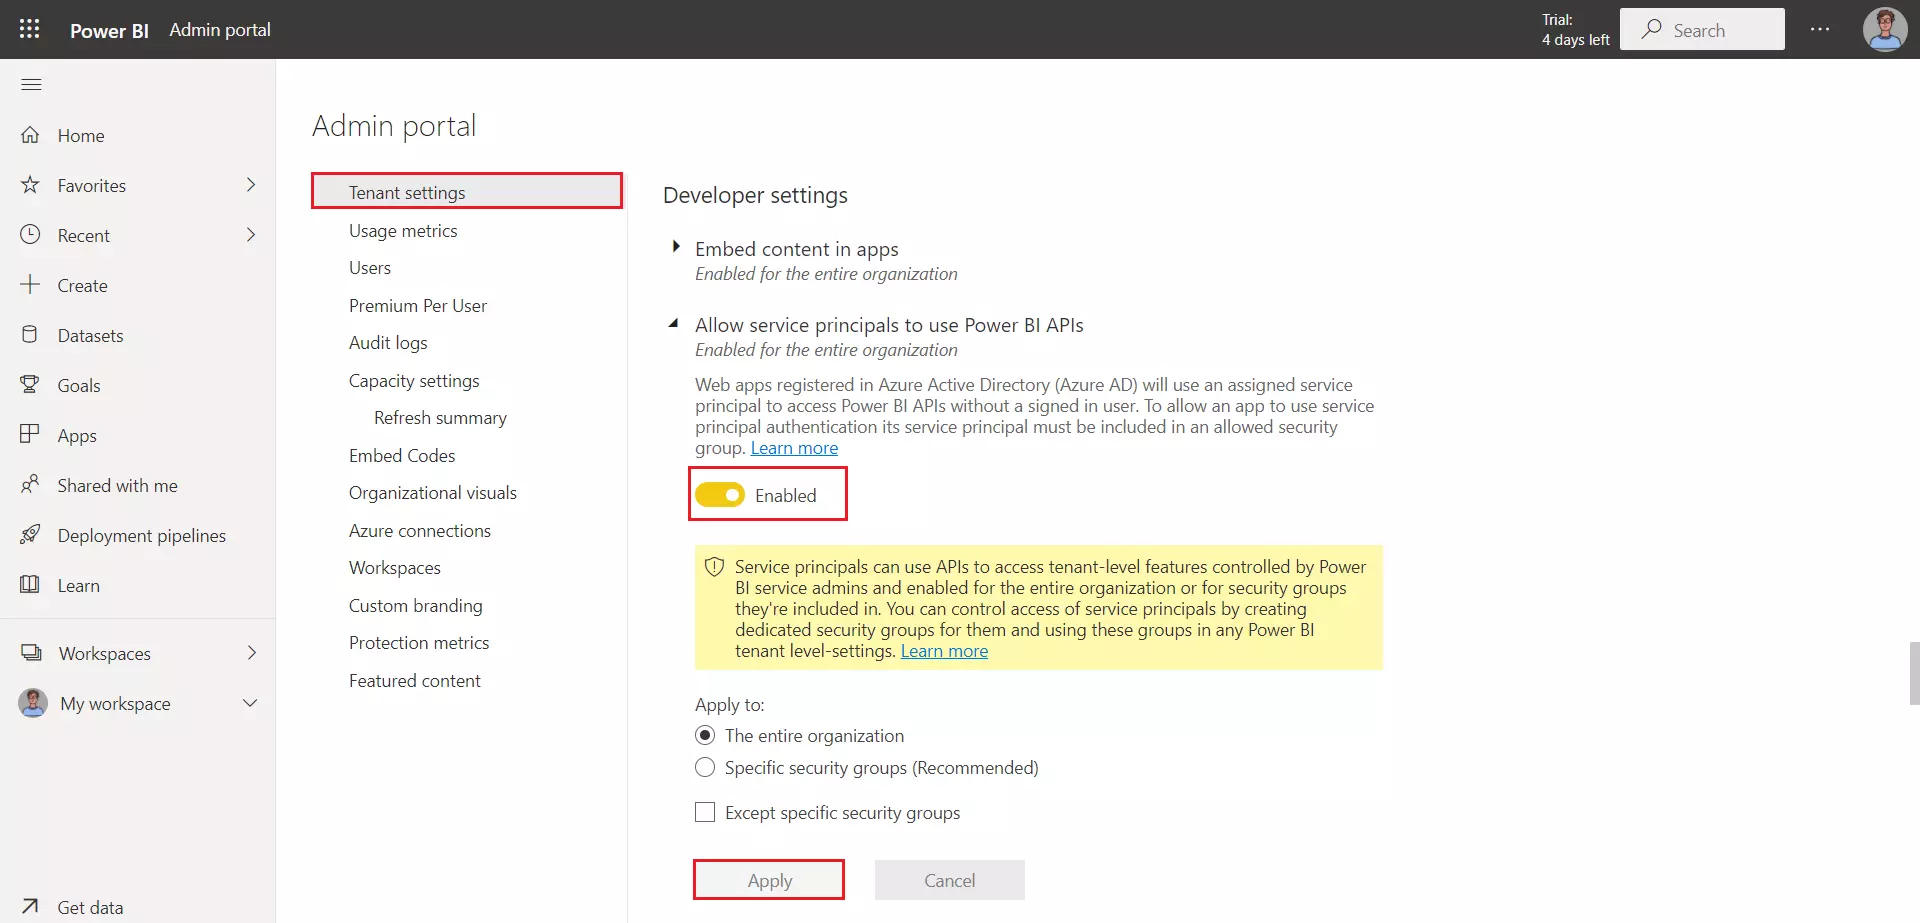 Power BI Admin portal
Trial:
4 days left
Search
Home
Favorites
Recent
Create
Datasets
Goals
Apps
Shared with me
Deployment pipelines
Learn
Workspaces
My workspace
Get data
Admin portal
Tenant settings
Usage metrics
Users
Premium Per User
Audit logs
Capacity settings
Refresh summary
Embed Codes
Organizational visuals
Azure connections
Workspaces
Custom branding
Protection metrics
Featured content
Developer settings
Embed content in apps
Enabled for the entire organization
Allow service principals to use Power BI APIs
Enabled for the entire organization
Web apps registered in Azure Active Directory (Azure AD) will use an assigned service
principal to access Power BI APIs without a signed in user. To allow an app to use service
principal authentication its service principal must be included in an allowed security
group. Learn more
Enabled
Service principals can use APIs to access tenant-level features controlled by Power
BI service admins and enabled for the entire organization or for security groups
they're included in. You can control access of service principals by creating
dedicated security groups for them and using these groups in any Power BI
tenant level-settings. Learn more
Apply to:
The entire organization
Specific security groups (Recommended)
Except specific security groups
Apply
Cancel